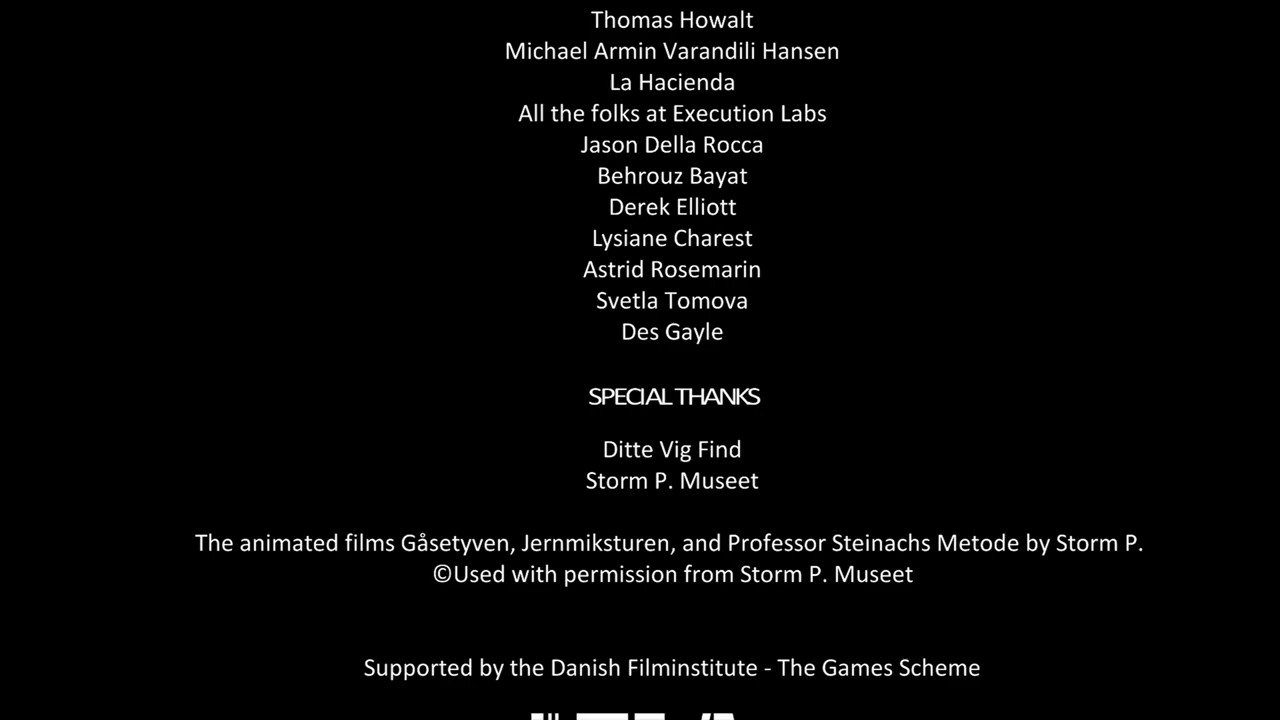 Thomas Howalt
Michael Armin Varandili Hansen
La Hacienda
All the folks at Execution Labs
Jason Della Rocca
Behrouz Bayat
Derek Elliott
Lysiane Charest
Astrid Rosemarin
Svetla Tomova
Des Gayle
SPECIAL THANKS
Ditte Vig Find
Storm P. Museet
The animated films Gåsetyven, Jernmiksturen, and Professor Steinachs Metode by Storm P.
©Used with permission from Storm P. Museet
Supported by the Danish Filminstitute - The Games Scheme